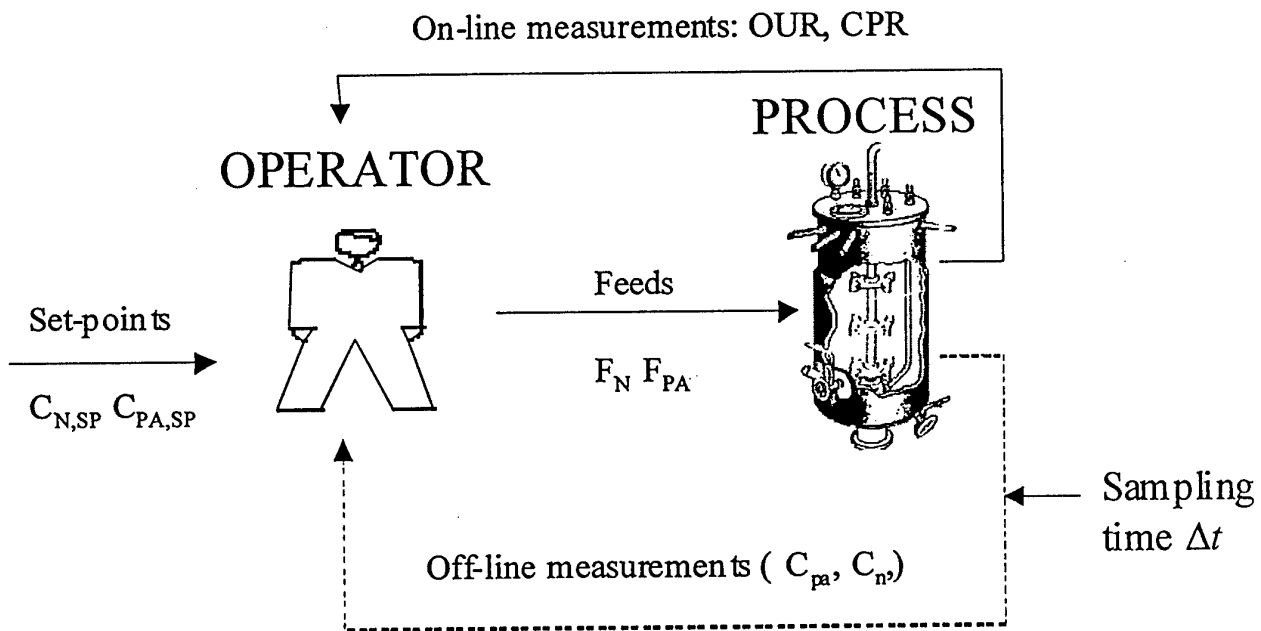 On-line measurements: OUR, CPR
PROCESS
OPERATOR
Feeds
Set-points
F_N F_PA
C_N,SP C_PA,SP
Sampling
time Δt
Off-line measurements ( C_pa, C_n,)